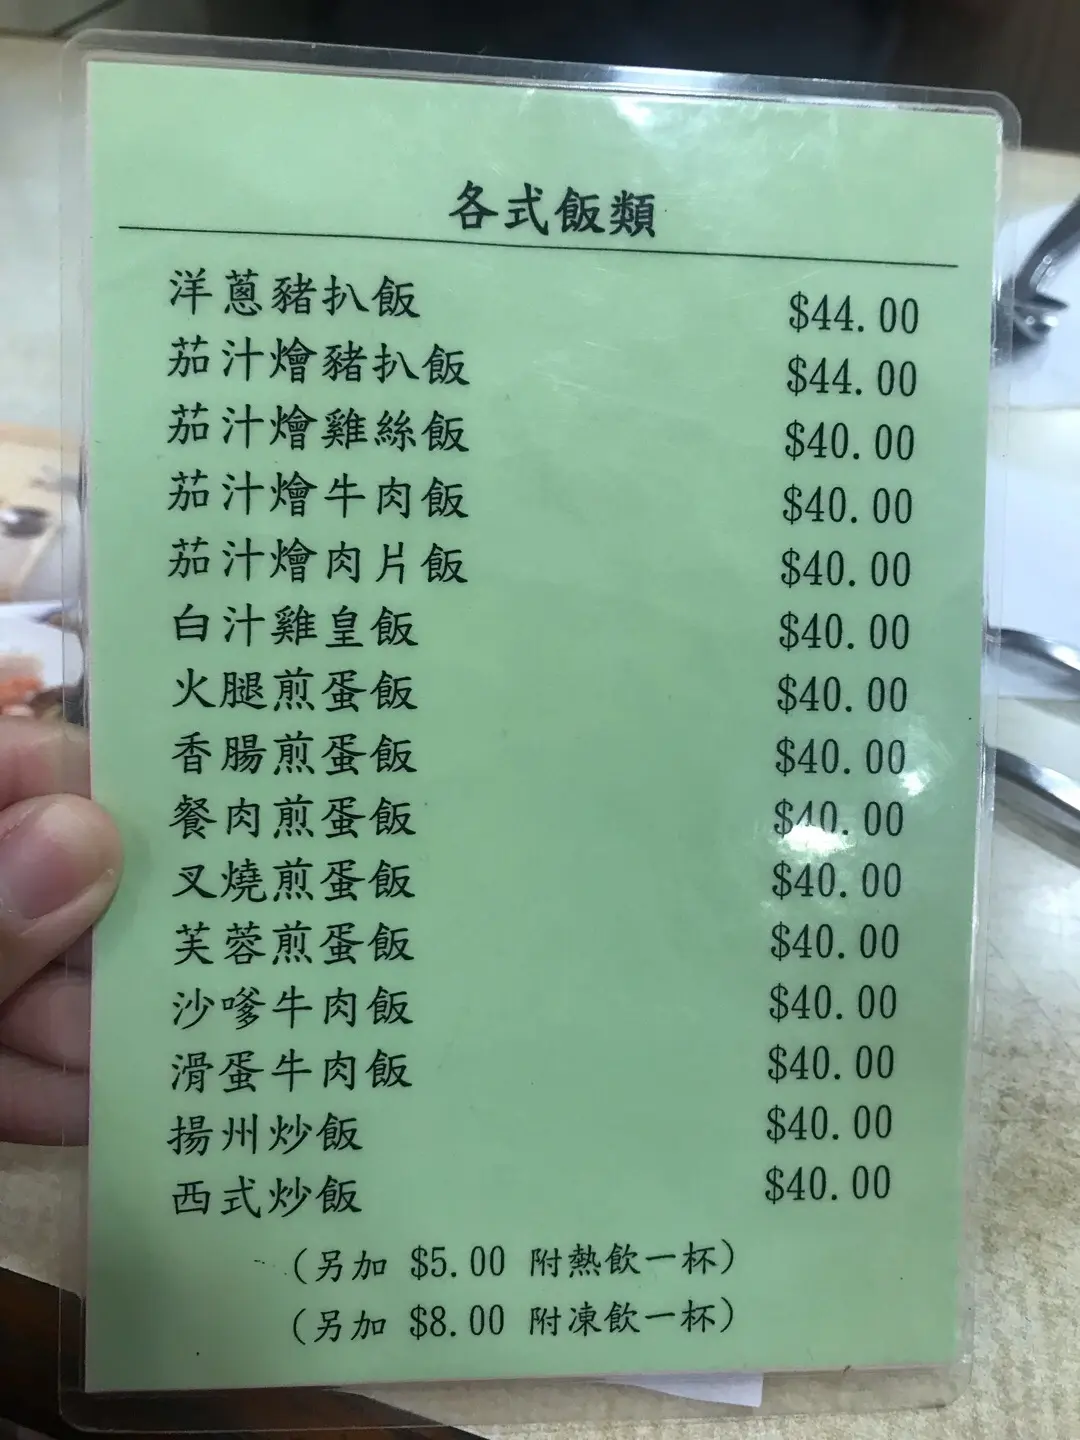 各式飯類
洋蔥豬扒飯 $44.00
茄汁燴豬扒飯 $44.00
茄汁燴雞絲飯 $40.00
茄汁燴牛肉飯 $40.00
茄汁燴肉片飯 $40.00
白汁雞皇飯 $40.00
火腿煎蛋飯 $40.00
香腸煎蛋飯 $40.00
餐肉煎蛋飯 $40.00
叉燒煎蛋飯 $40.00
芙蓉煎蛋飯 $40.00
沙嗲牛肉飯 $40.00
滑蛋牛肉飯 $40.00
揚州炒飯 $40.00
西式炒飯 $40.00
(另加 $5.00 附熱飲一杯)
(另加 $8.00 附凍飲一杯)